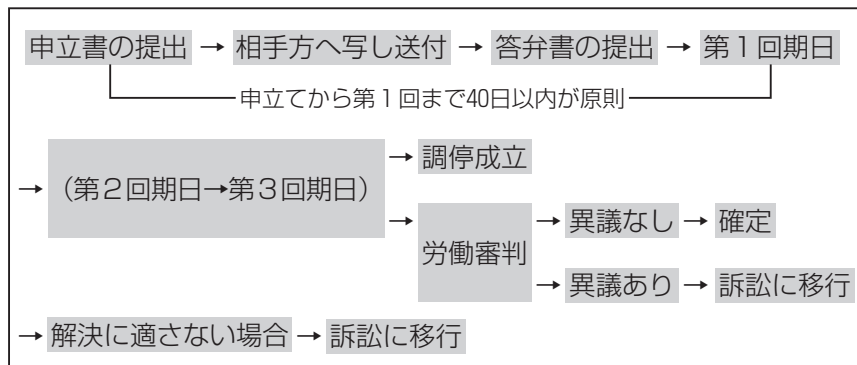 申立書の提出 → 相手方へ写し送付 → 答弁書の提出 → 第１回期日
申立てから第１回まで40日以内が原則
→ （第２回期日→第３回期日） → 調停成立
→ 労働審判 → 異議なし → 確定
→ 異議あり → 訴訟に移行
→ 解決に適さない場合 → 訴訟に移行